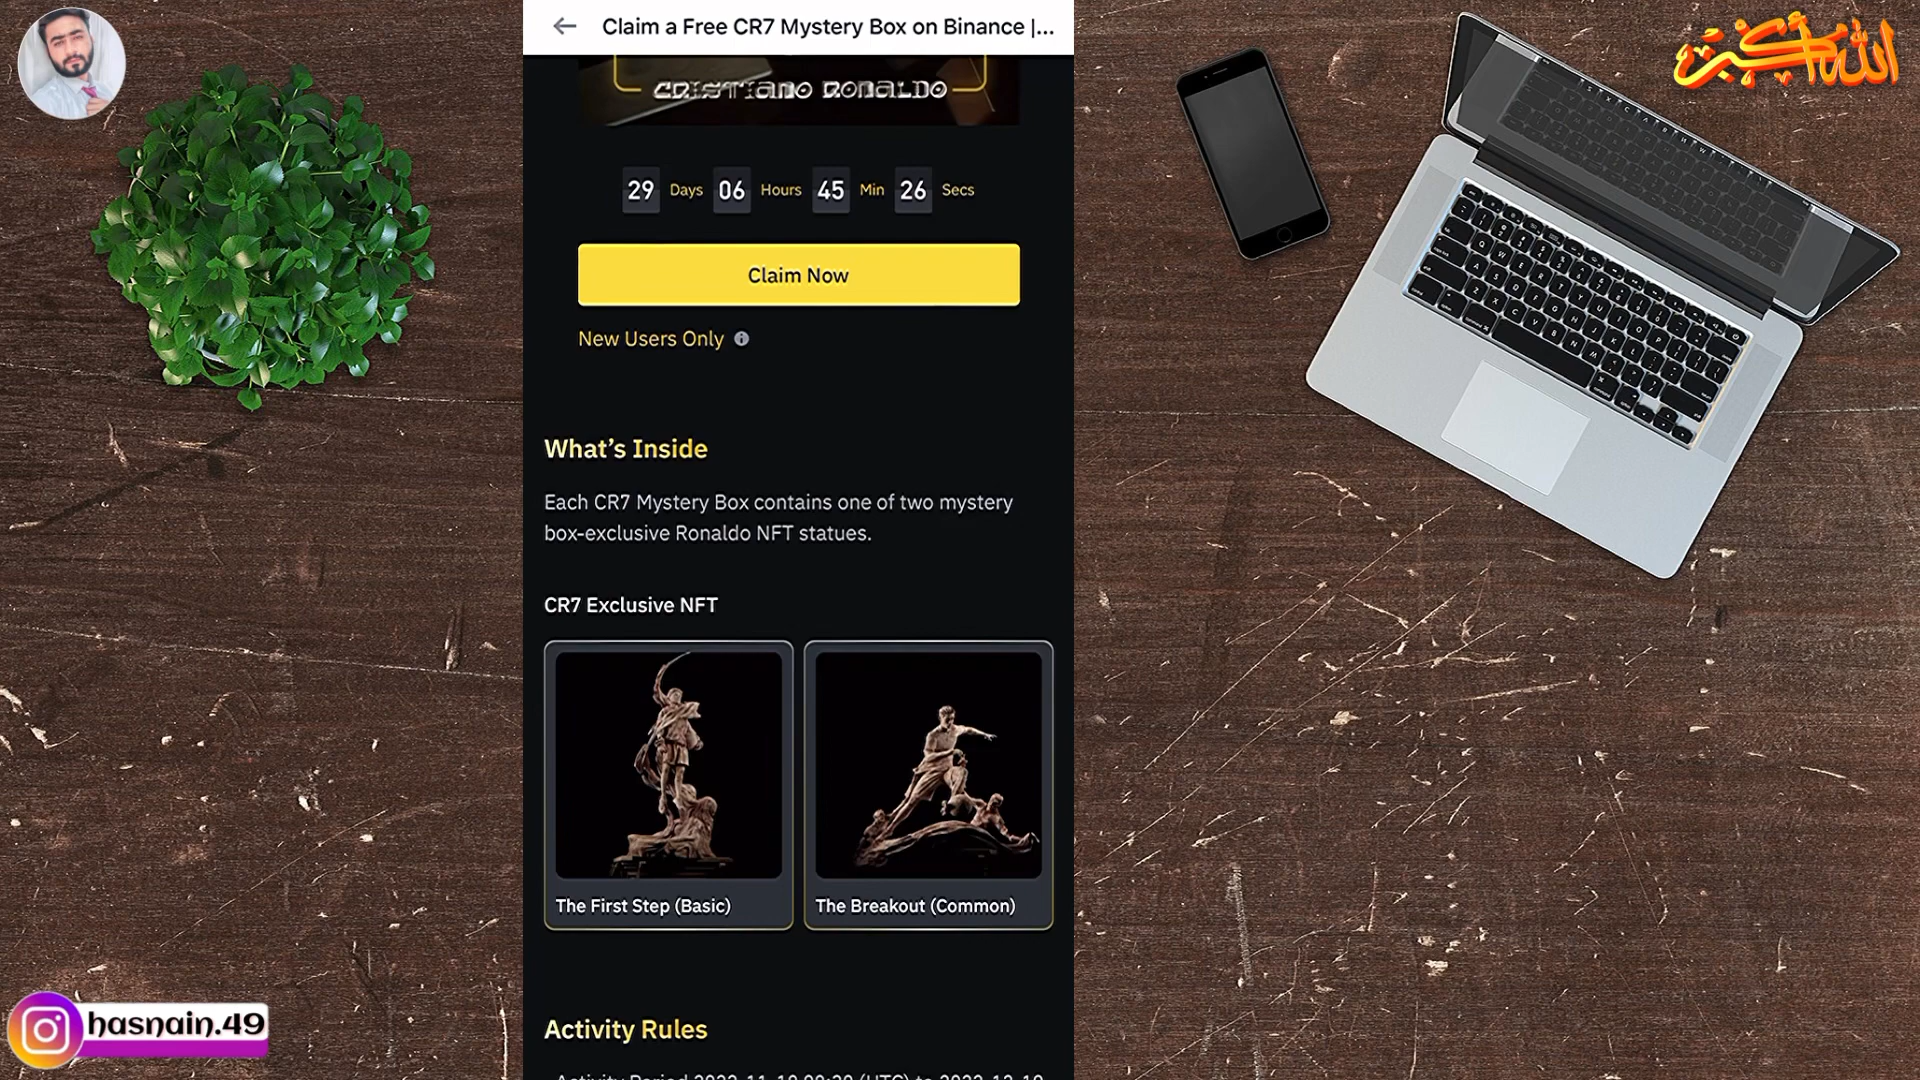 Claim a Free CR7 Mystery Box on Binance |...
الله أكبر
CRISTIANO RONALDO
29 Days 06 Hours 45 Min 26 Secs
Claim Now
New Users Only
What's Inside
Each CR7 Mystery Box contains one of two mystery
box-exclusive Ronaldo NFT statues.
CR7 Exclusive NFT
The First Step (Basic)
The Breakout (Common)
hasnain.49
Activity Rules